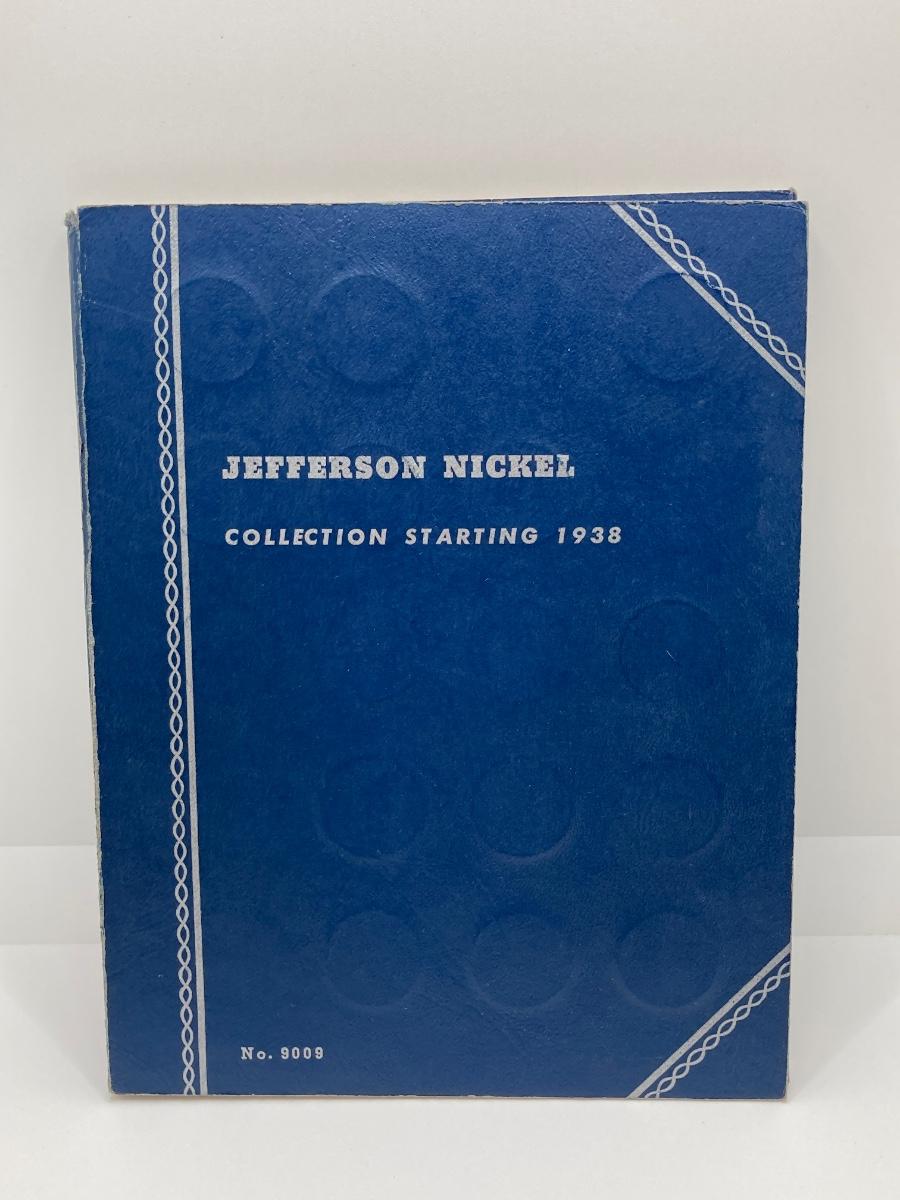 JEFFERSON NICKEL
COLLECTION STARTING 1938
No. 9009